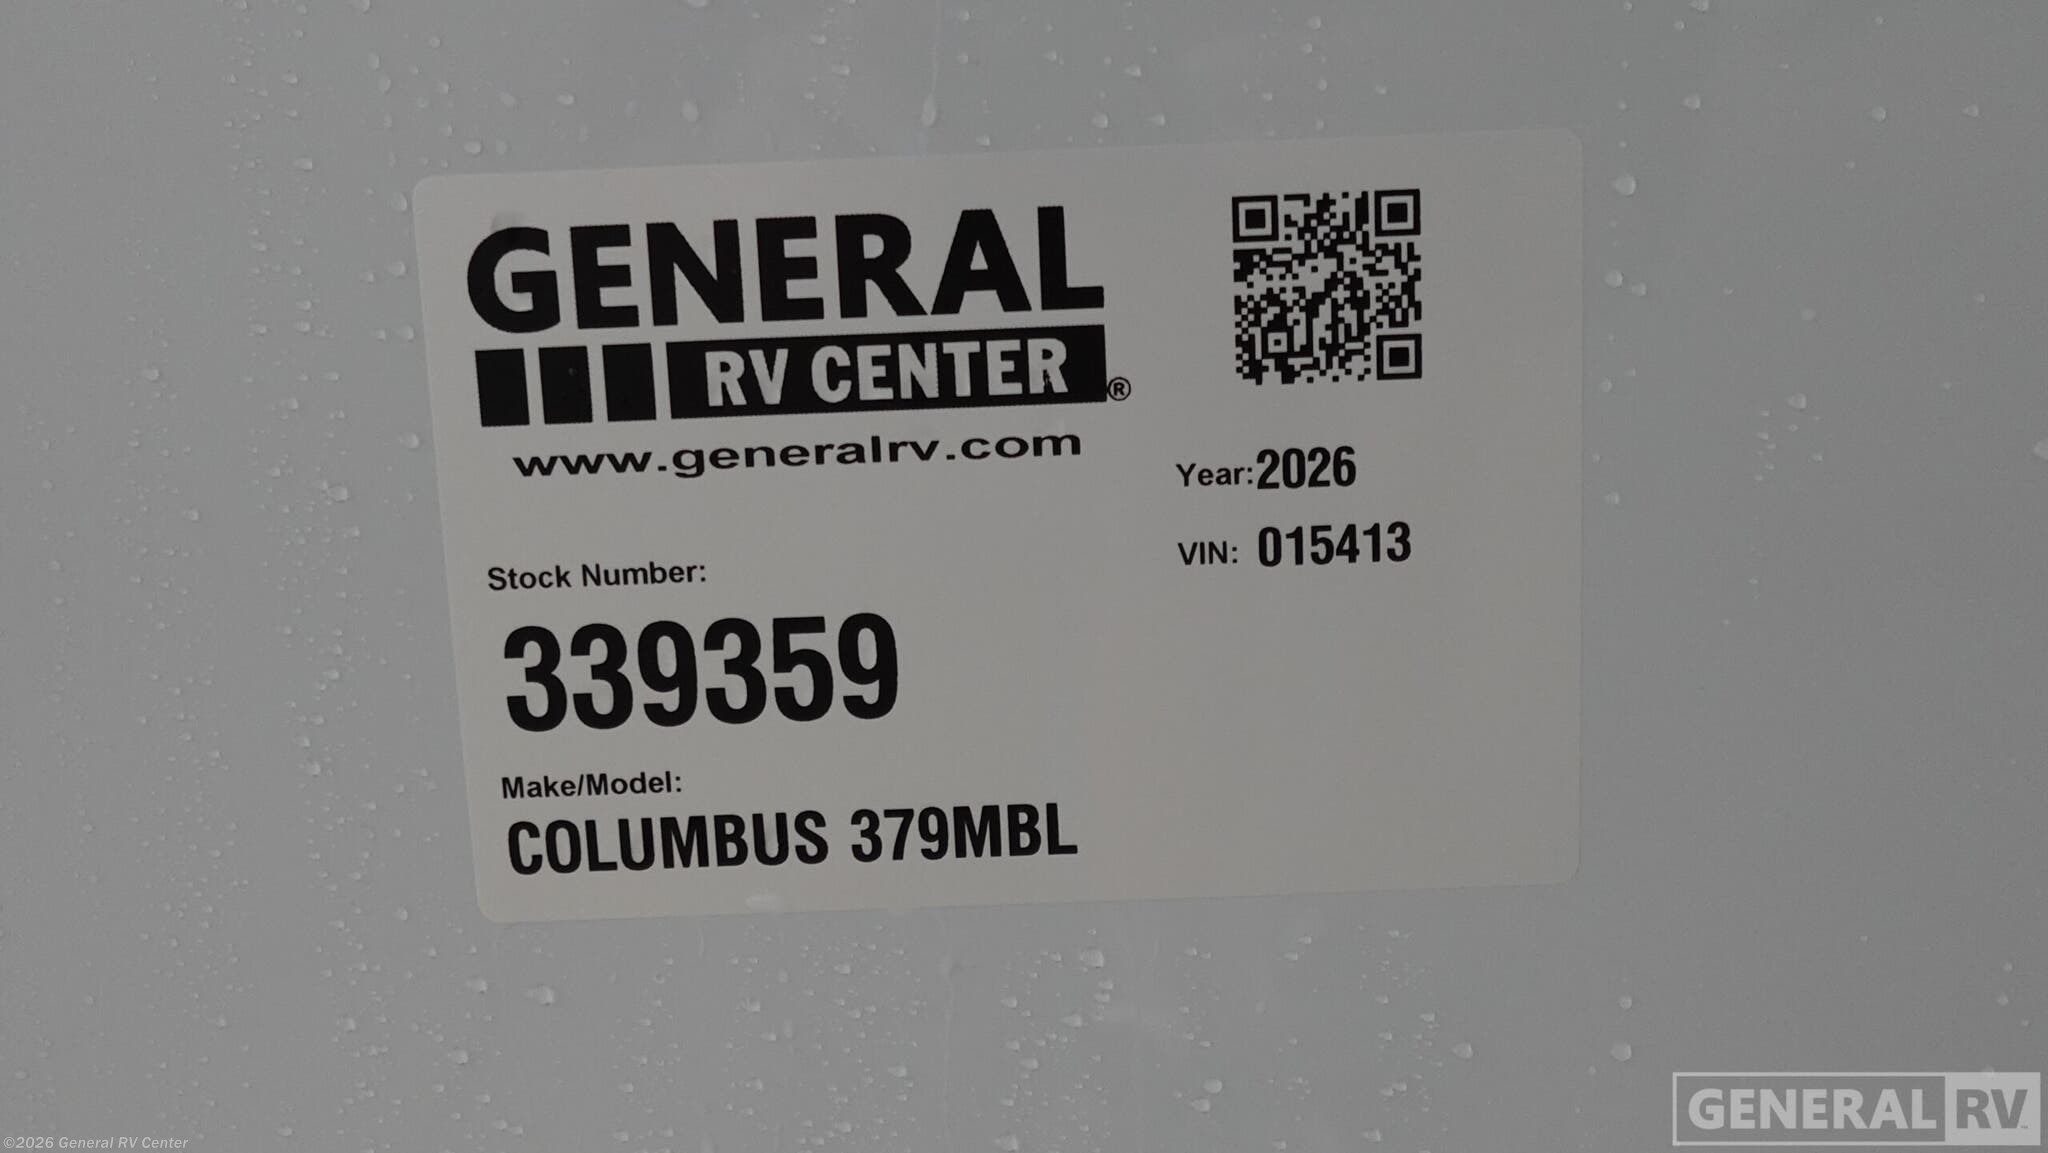 GENERAL
RV CENTER®
www.generalrv.com
Year: 2026
VIN: 015413
Stock Number:
339359
Make/Model:
COLUMBUS 379MBL
©2026 General RV Center
GENERAL RV™